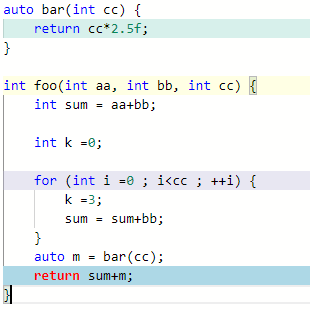 auto bar(int cc) {
    return cc*2.5f;
}
int foo(int aa, int bb, int cc) {
    int sum = aa+bb;
    int k =0;
    for (int i =0 ; i<cc ; ++i) {
        k =3;
        sum = sum+bb;
    }
    auto m = bar(cc);
    return sum+m;
}